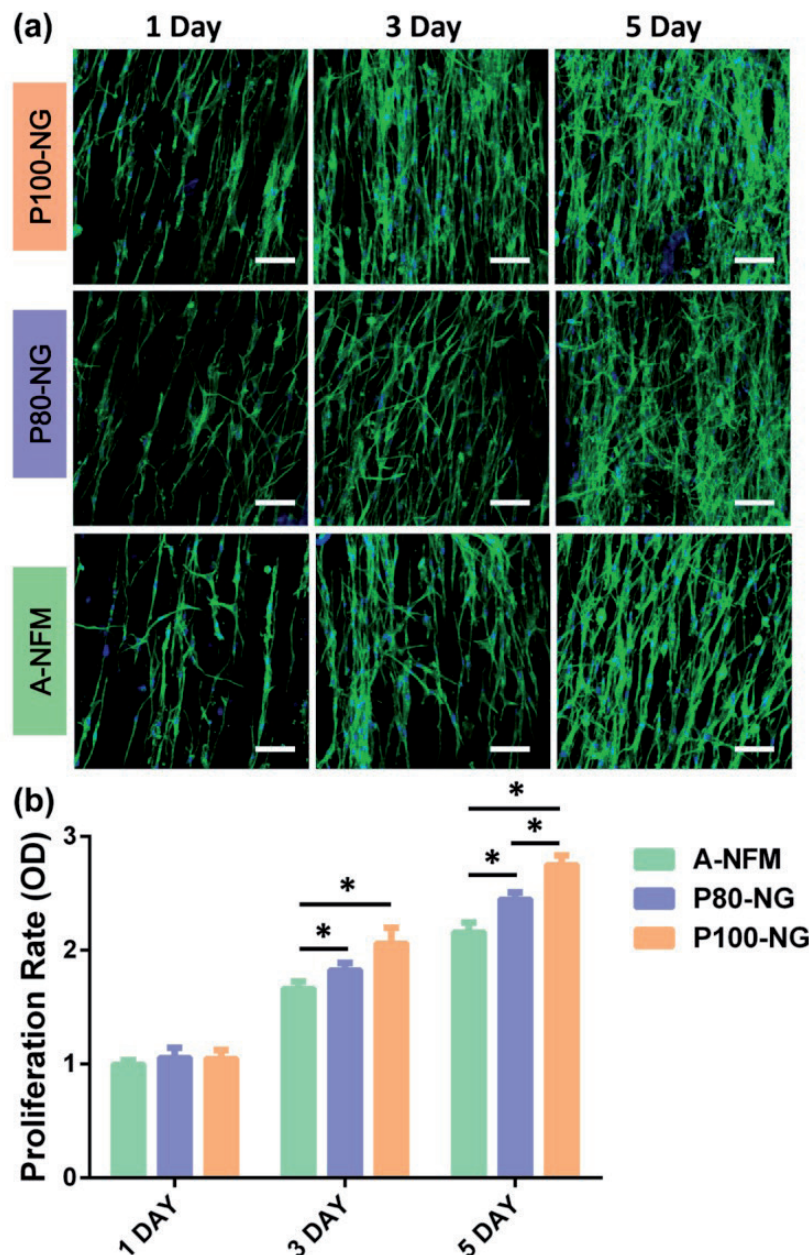 (a)
1 Day 3 Day 5 Day
P100-NG
P80-NG
A-NFM
(b)
Proliferation Rate (OD)
3
2
1
0
* *
* * *
A-NFM
P80-NG
P100-NG
1 DAY 3 DAY 5 DAY